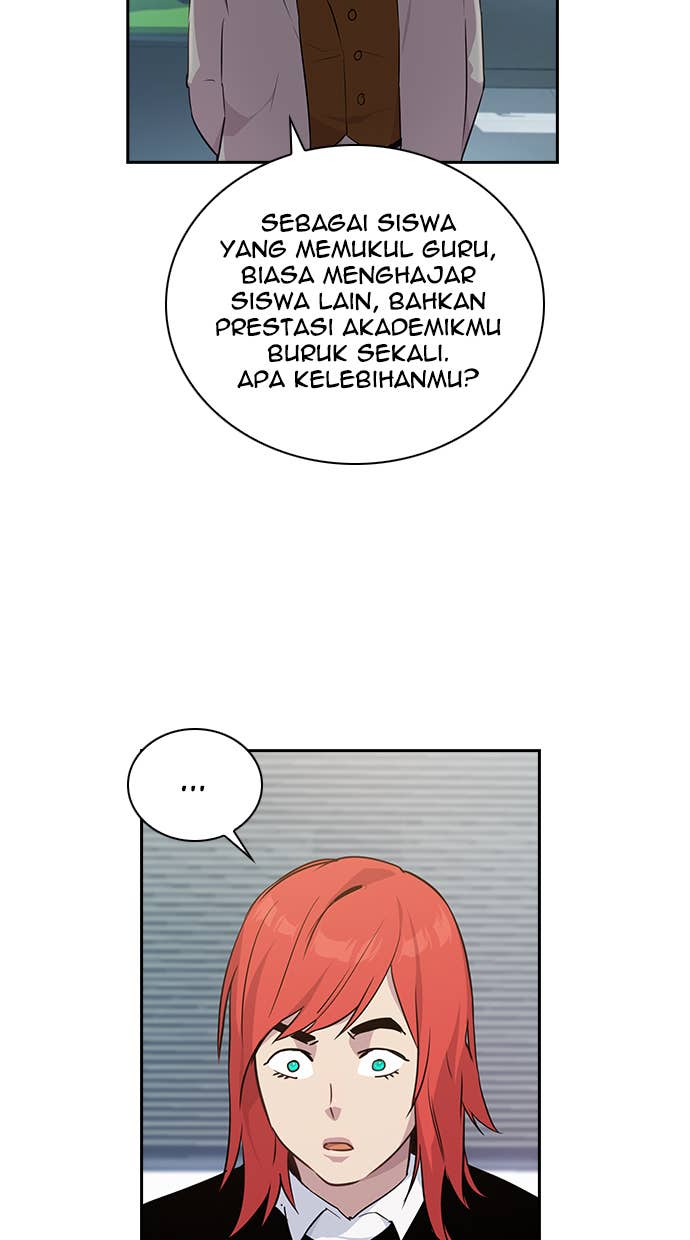 SEBAGAI SISWA
YANG MEMUKUL GURU,
BIASA MENGHAJAR
SISWA LAIN, BAHKAN
PRESTASI AKADEMIKMU
BURUK SEKALI.
APA KELEBIHANMU?
...